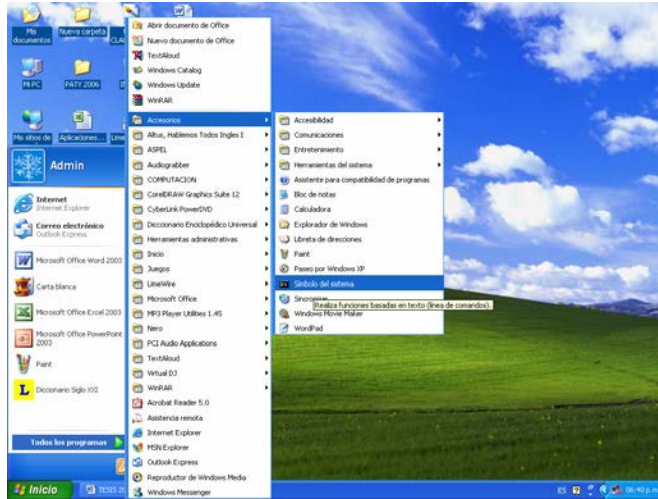 Mis documentos
Nueva carpeta
Mi PC
PATY 2006
Mis sitios de
Aplicaciones...
Admin
Internet
Internet Explorer
Correo electrónico
Outlook Express
Microsoft Office Word 2003
Carta blanca
Microsoft Office Excel 2003
Microsoft Office PowerPoint 2003
Paint
Diccionario Siglo XXI
Todos los programas
Inicio
Abrir documento de Office
Nuevo documento de Office
TextAloud
Windows Catalog
Windows Update
WinRAR
Accesorios
Altus, Hablemos Todos Ingles I
ASPEL
Audiograbber
COMPUTACION
CorelDRAW Graphics Suite 12
CyberLink PowerDVD
Diccionario Enciclopédico Universal
Herramientas administrativas
Inicio
Juegos
LimeWire
Microsoft Office
MP3 Player Utilities 1.45
Nero
PCI Audio Applications
TextAloud
Virtual DJ
WinRAR
Acrobat Reader 5.0
Asistencia remota
Internet Explorer
MSN Explorer
Outlook Express
Reproductor de Windows Media
Windows Messenger
Accesibilidad
Comunicaciones
Entretenimiento
Herramientas del sistema
Asistente para compatibilidad de programas
Bloc de notas
Calculadora
Explorador de Windows
Libreta de direcciones
Paint
Paseo por Windows XP
Símbolo del sistema
Realiza funciones basadas en texto (línea de comandos).
Windows Movie Maker
WordPad
ES
06:40 p.m.